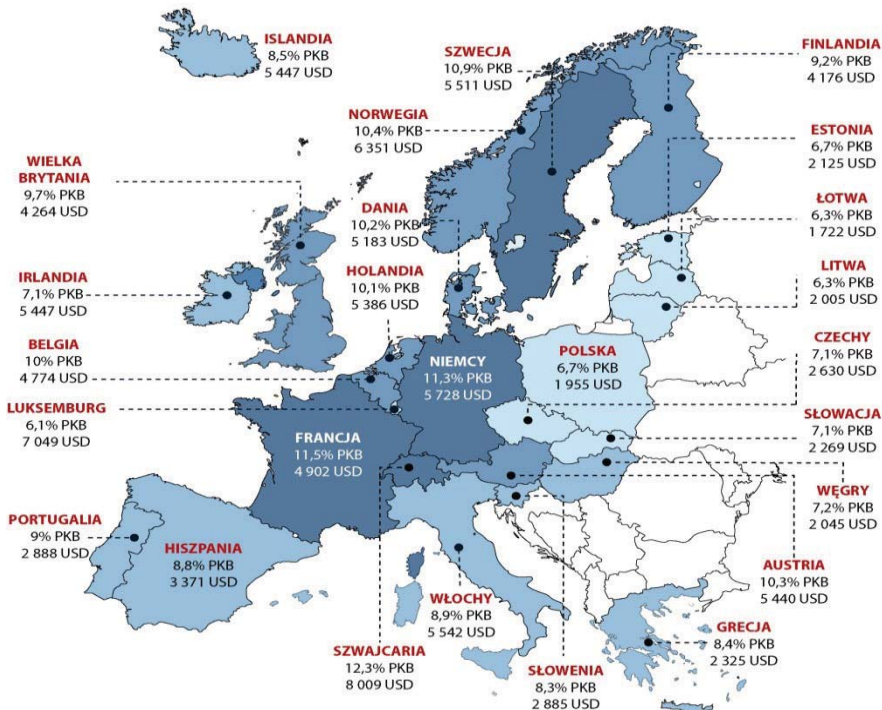 ISLANDIA
8,5% PKB
5 447 USD
SZWECJA
10,9% PKB
5 511 USD
FINLANDIA
9,2% PKB
4 176 USD
NORWEGIA
10,4% PKB
6 351 USD
ESTONIA
6,7% PKB
2 125 USD
WIELKA
BRYTANIA
9,7% PKB
4 264 USD
DANIA
10,2% PKB
5 183 USD
ŁOTWA
6,3% PKB
1 722 USD
IRLANDIA
7,1% PKB
5 447 USD
HOLANDIA
10,1% PKB
5 386 USD
LITWA
6,3% PKB
2 005 USD
BELGIA
10% PKB
4 774 USD
NIEMCY
11,3% PKB
5 728 USD
POLSKA
6,7% PKB
1 955 USD
CZECHY
7,1% PKB
2 630 USD
LUKSEMBURG
6,1% PKB
7 049 USD
FRANCJA
11,5% PKB
4 902 USD
SŁOWACJA
7,1% PKB
2 269 USD
WĘGRY
7,2% PKB
2 045 USD
PORTUGALIA
9% PKB
2 888 USD
HISZPANIA
8,8% PKB
3 371 USD
AUSTRIA
10,3% PKB
5 440 USD
WŁOCHY
8,9% PKB
5 542 USD
GRECJA
8,4% PKB
2 325 USD
SZWAJCARIA
12,3% PKB
8 009 USD
SŁOWENIA
8,3% PKB
2 885 USD